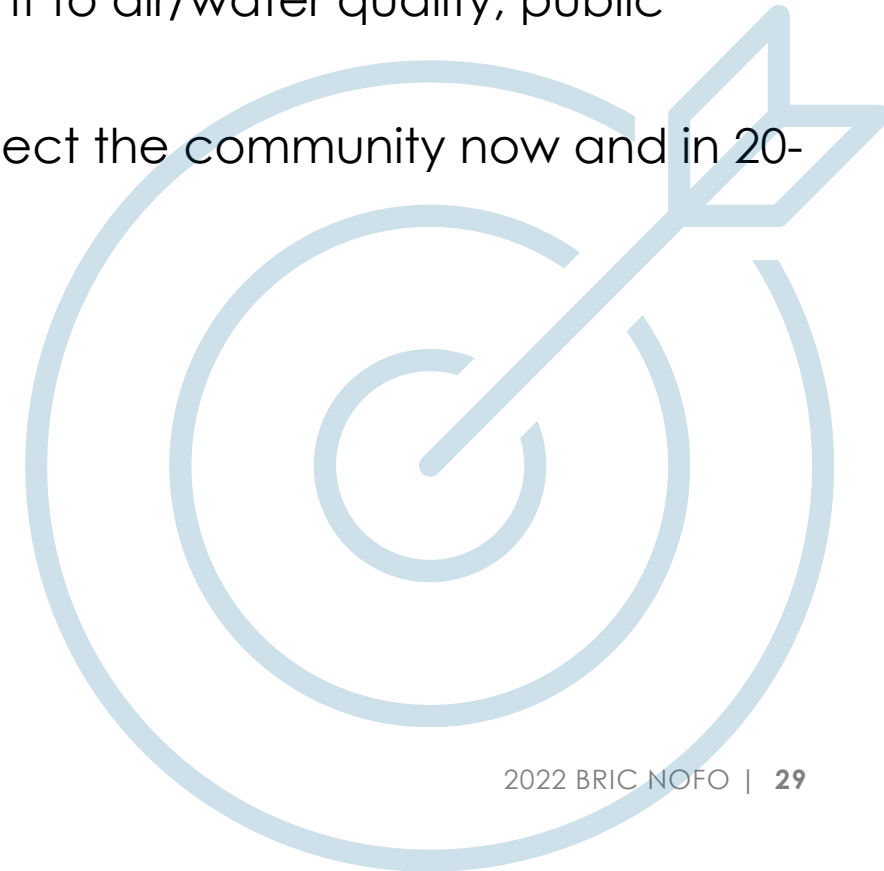 to air/water quality, public
ect the community now and in 20-
2022 BRIC NOFO | 29